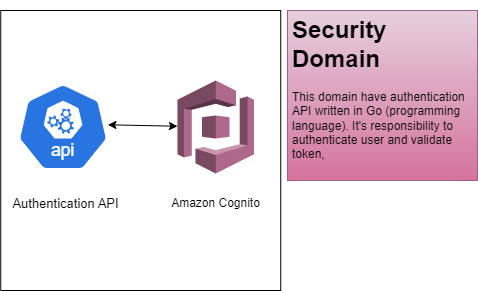 Security
Domain
This domain have authentication
API written in Go (programming
language). It's responsibility to
authenticate user and validate
token,
api
Authentication API
Amazon Cognito